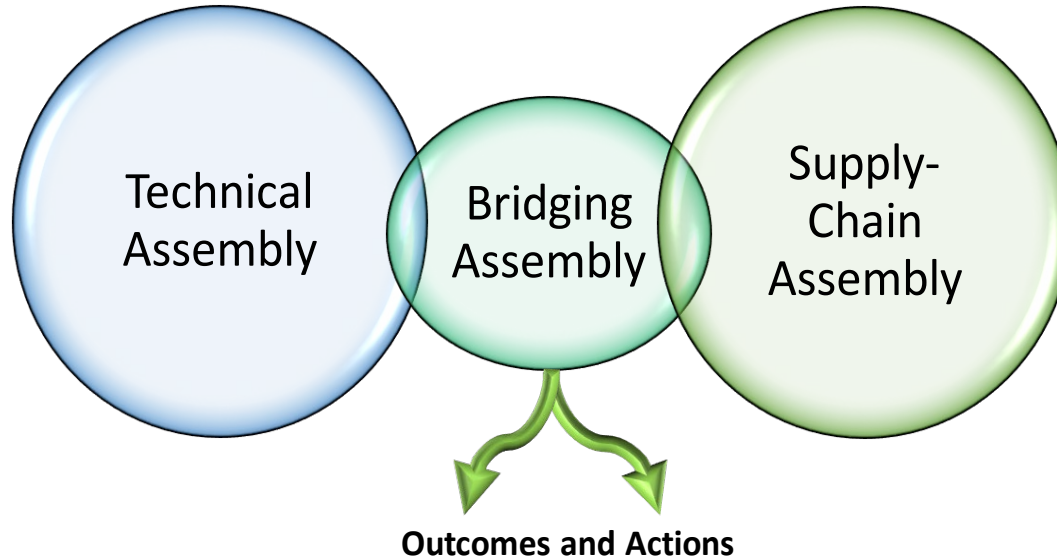 Technical
Assembly
Bridging
Assembly
Supply-
Chain
Assembly
Outcomes and Actions